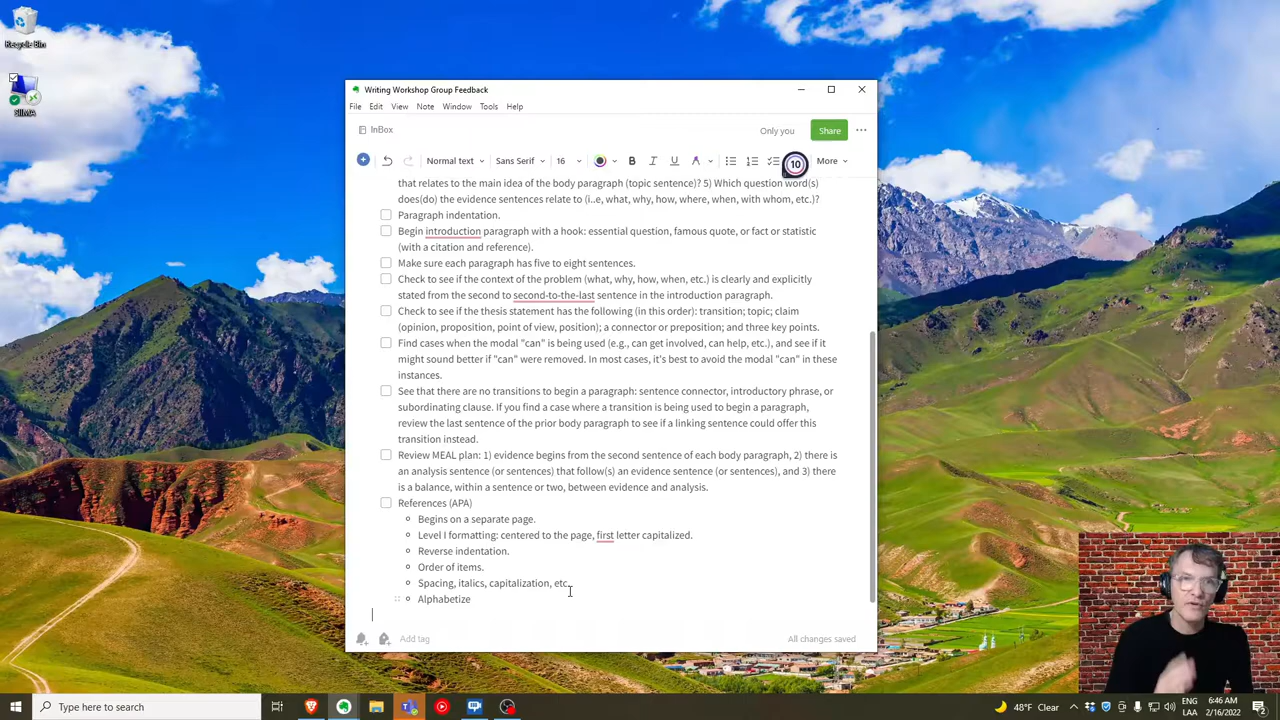 Recycle Bin
SIIMA
Writing Workshop Group Feedback
File Edit View Note Window Tools Help
InBox
Only you
Share
Normal text
Sans Serif
16
B I U A
10
More
that relates to the main idea of the body paragraph (topic sentence)? 5) Which question word(s)
does(do) the evidence sentences relate to (i..e, what, why, how, where, when, with whom, etc.)?
Paragraph indentation.
Begin introduction paragraph with a hook: essential question, famous quote, or fact or statistic
(with a citation and reference).
Make sure each paragraph has five to eight sentences.
Check to see if the context of the problem (what, why, how, when, etc.) is clearly and explicitly
stated from the second to second-to-the-last sentence in the introduction paragraph.
Check to see if the thesis statement has the following (in this order): transition; topic; claim
(opinion, proposition, point of view, position); a connector or preposition; and three key points.
Find cases when the modal "can" is being used (e.g., can get involved, can help, etc.), and see if it
might sound better if "can" were removed. In most cases, it's best to avoid the modal "can" in these
instances.
See that there are no transitions to begin a paragraph: sentence connector, introductory phrase, or
subordinating clause. If you find a case where a transition is being used to begin a paragraph,
review the last sentence of the prior body paragraph to see if a linking sentence could offer this
transition instead.
Review MEAL plan: 1) evidence begins from the second sentence of each body paragraph, 2) there is
an analysis sentence (or sentences) that follow(s) an evidence sentence (or sentences), and 3) there
is a balance, within a sentence or two, between evidence and analysis.
References (APA)
Begins on a separate page.
Level I formatting: centered to the page, first letter capitalized.
Reverse indentation.
Order of items.
Spacing, italics, capitalization, etc.
Alphabetize
Add tag
All changes saved
Type here to search
48°F Clear
6:46 AM
LAA
2/16/2022